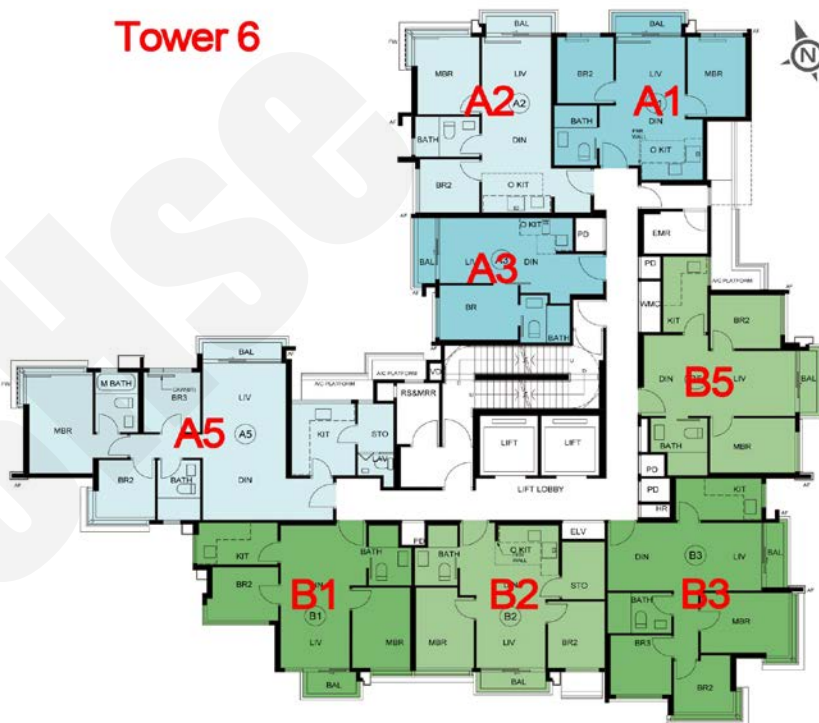 Tower 6
N
BAL
BAL
MBR
LIV
BR2
LIV
MBR
A2
A2
A1
BATH
DIN
BATH
DIN
O KIT
BR2
O KIT
O KIT
PD
EMR
BAL
LIV
A3
DIN
PD
A/C PLATFORM
BR
BATH
WMC
KIT
BR2
BAL
A/C PLATFORM
A/C PLATFORM
VD
DIN
LIV
BAL
B5
M BATH
BR3
LIV
RS&MRR
MBR
A5
A5
KIT
STO
LIFT
LIFT
BATH
MBR
BR2
BATH
DIN
LAV
LIFT LOBBY
PD
PD
HR
KIT
KIT
BATH
PD
BATH
O KIT
ELV
DIN
B3
LIV
BAL
BR2
B1
DIN
B2
STO
B3
B1
B2
BATH
MBR
LIV
MBR
MBR
LIV
BR2
BR3
BR2
BAL
BAL